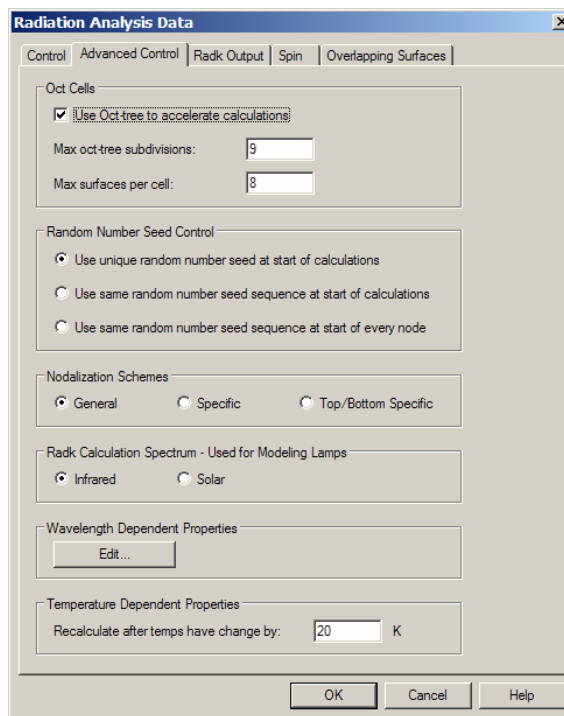 Radiation Analysis Data
Control Advanced Control Radk Output Spin Overlapping Surfaces
Oct Cells
Use Oct-tree to accelerate calculations
Max oct-tree subdivisions: 9
Max surfaces per cell: 8
Random Number Seed Control
Use unique random number seed at start of calculations
Use same random number seed sequence at start of calculations
Use same random number seed sequence at start of every node
Nodalization Schemes
General Specific Top/Bottom Specific
Radk Calculation Spectrum - Used for Modeling Lamps
Infrared Solar
Wavelength Dependent Properties
Edit...
Temperature Dependent Properties
Recalculate after temps have change by: 20 K
OK Cancel Help